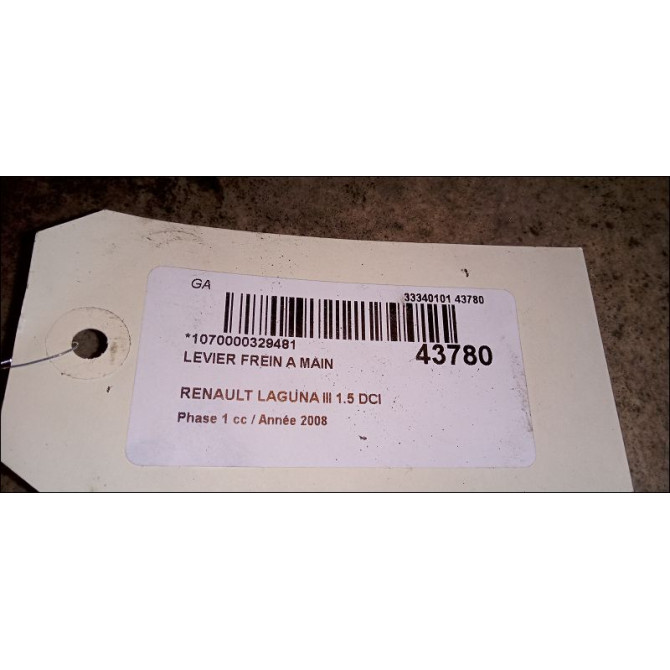 GA
33340101 43780
*1070000329481
43780
LEVIER FREIN A MAIN
RENAULT LAGUNA III 1.5 DCI
Phase 1 cc / Année 2008